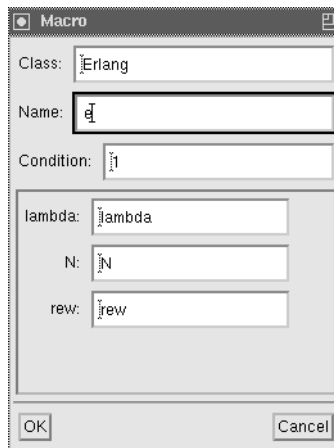 Macro
Class: Erlang
Name: e
Condition: 1
lambda: lambda
N: N
rew: rew
OK Cancel